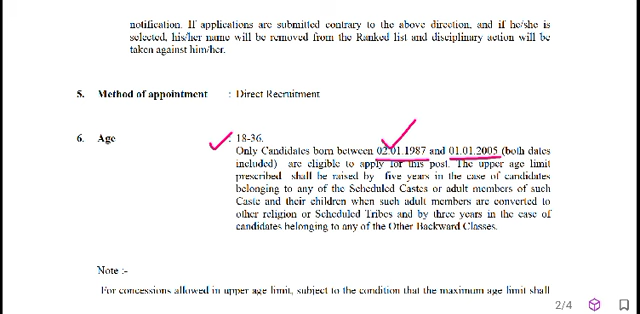 notification. If applications are submitted contrary to the above direction, and if he/she is
selected, his/her name will be removed from the Ranked list and disciplinary action will be
taken against him/her.
5. Method of appointment : Direct Recruitment
6. Age : 18-36.
Only Candidates born between 02.01.1987 and 01.01.2005 (both dates
included) are eligible to apply for this post. The upper age limit
prescribed shall be raised by five years in the case of candidates
belonging to any of the Scheduled Castes or adult members of such
Caste and their children when such adult members are converted to
other religion or Scheduled Tribes and by three years in the case of
candidates belonging to any of the Other Backward Classes.
Note :-
For concessions allowed in upper age limit, subject to the condition that the maximum age limit shall
2/4